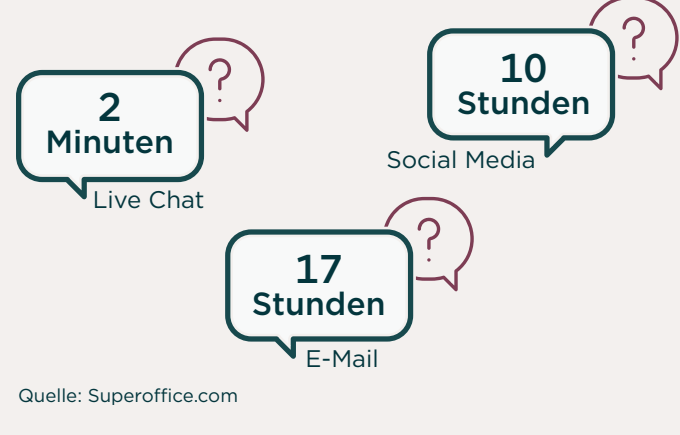 2
Minuten
Live Chat
10
Stunden
Social Media
17
Stunden
E-Mail
Quelle: Superoffice.com